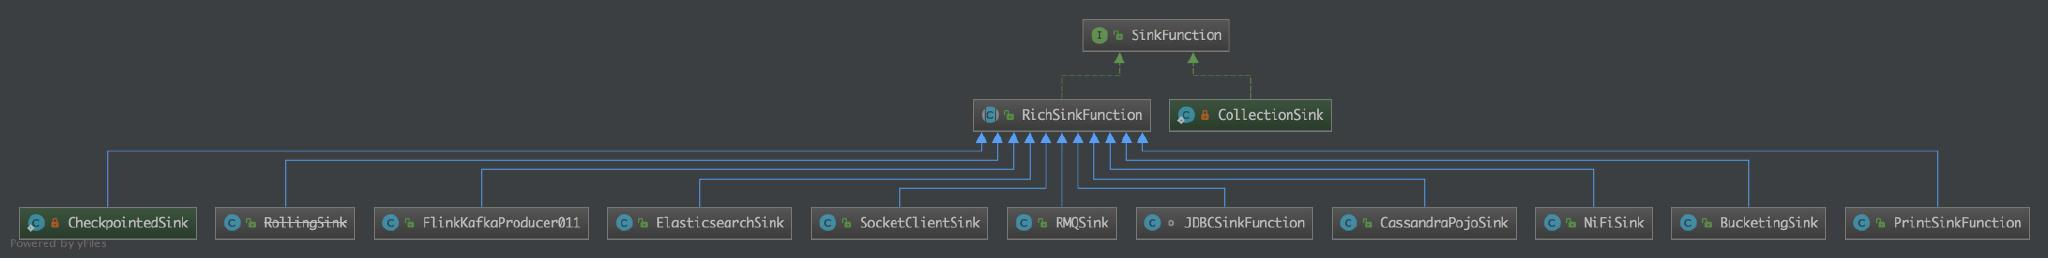 SinkFunction
RichSinkFunction
CollectionSink
CheckpointedSink
RollingSink
FlinkKafkaProducer011
ElasticsearchSink
SocketClientSink
RMQSink
JDBCSinkFunction
CassandraPojoSink
NiFiSink
BucketingSink
PrintSinkFunction
Powered by yFiles